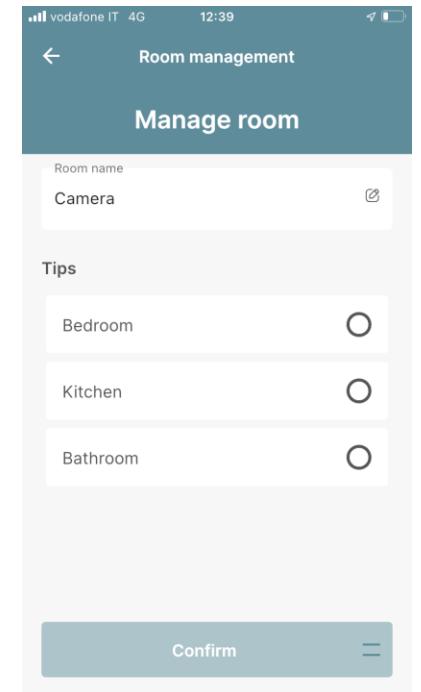 vodafone IT 4G 12:39
Room management
Manage room
Room name
Camera
Tips
Bedroom
Kitchen
Bathroom
Confirm